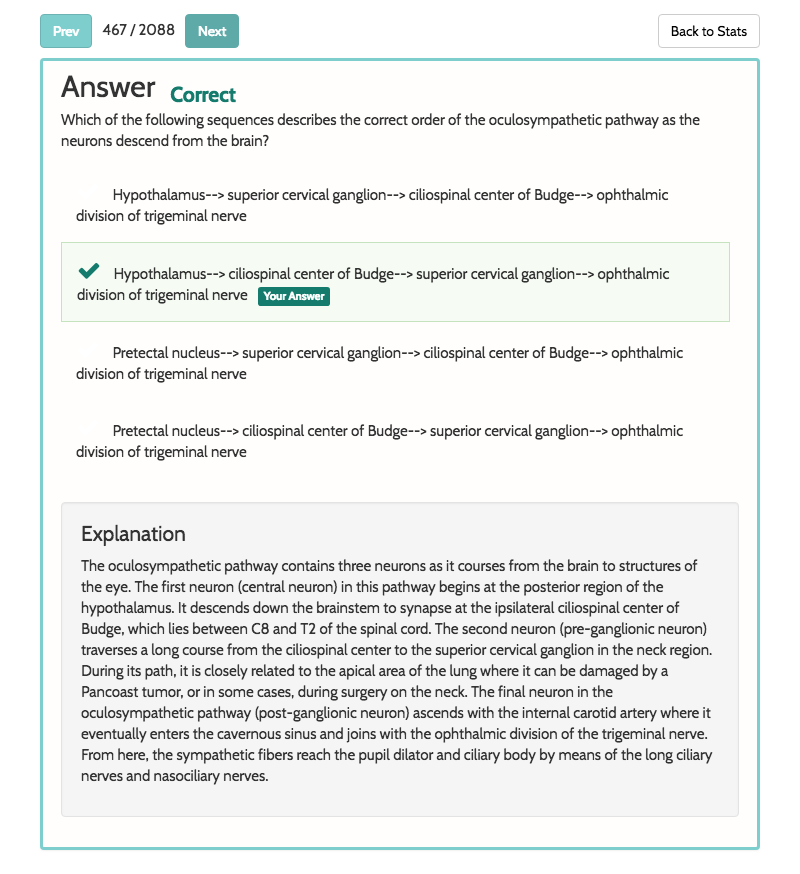 Prev 467 / 2088 Next Back to Stats
Answer Correct
Which of the following sequences describes the correct order of the oculosympathetic pathway as the
neurons descend from the brain?
Hypothalamus--> superior cervical ganglion--> ciliospinal center of Budge--> ophthalmic
division of trigeminal nerve
Hypothalamus--> ciliospinal center of Budge--> superior cervical ganglion--> ophthalmic
division of trigeminal nerve Your Answer
Pretectal nucleus--> superior cervical ganglion--> ciliospinal center of Budge--> ophthalmic
division of trigeminal nerve
Pretectal nucleus--> ciliospinal center of Budge--> superior cervical ganglion--> ophthalmic
division of trigeminal nerve
Explanation
The oculosympathetic pathway contains three neurons as it courses from the brain to structures of
the eye. The first neuron (central neuron) in this pathway begins at the posterior region of the
hypothalamus. It descends down the brainstem to synapse at the ipsilateral ciliospinal center of
Budge, which lies between C8 and T2 of the spinal cord. The second neuron (pre-ganglionic neuron)
traverses a long course from the ciliospinal center to the superior cervical ganglion in the neck region.
During its path, it is closely related to the apical area of the lung where it can be damaged by a
Pancoast tumor, or in some cases, during surgery on the neck. The final neuron in the
oculosympathetic pathway (post-ganglionic neuron) ascends with the internal carotid artery where it
eventually enters the cavernous sinus and joins with the ophthalmic division of the trigeminal nerve.
From here, the sympathetic fibers reach the pupil dilator and ciliary body by means of the long ciliary
nerves and nasociliary nerves.